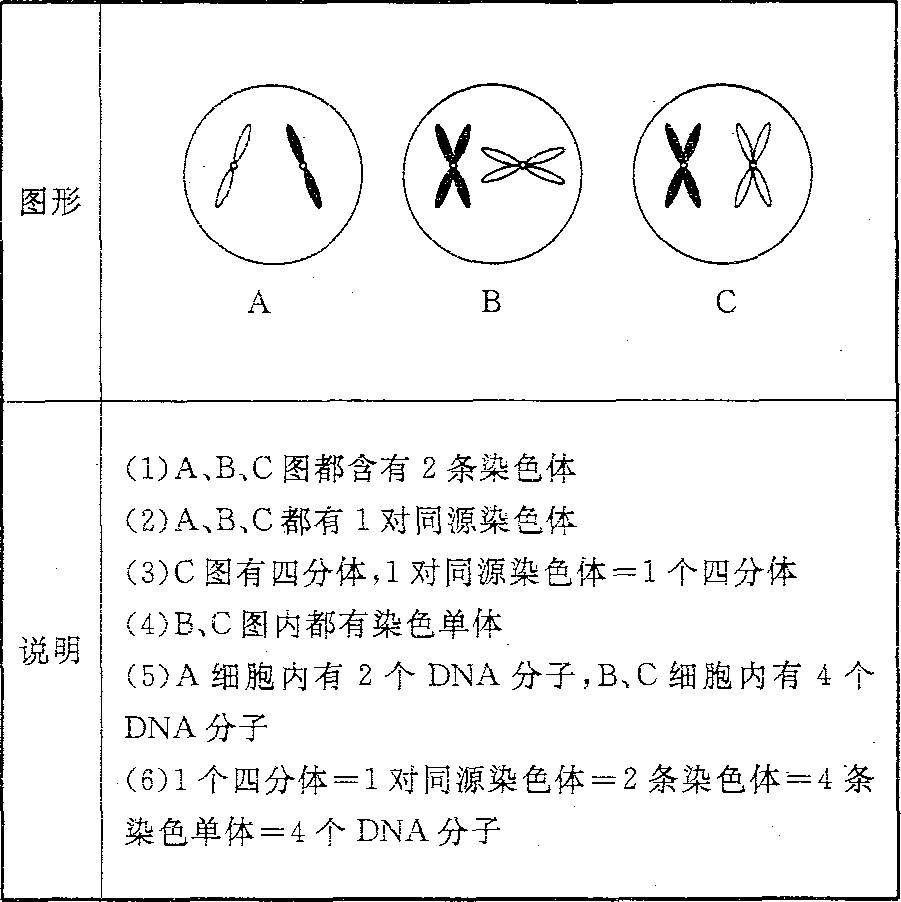 图形
A
B
C
说明
(1)A、B、C图都含有2条染色体
(2)A、B、C都有1对同源染色体
(3)C图有四分体,1对同源染色体=1个四分体
(4)B、C图内都有染色单体
(5)A 细胞内有 2 个 DNA 分子,B、C 细胞内有 4 个
DNA 分子
(6)1个四分体=1对同源染色体=2条染色体=4条
染色单体=4个 DNA 分子